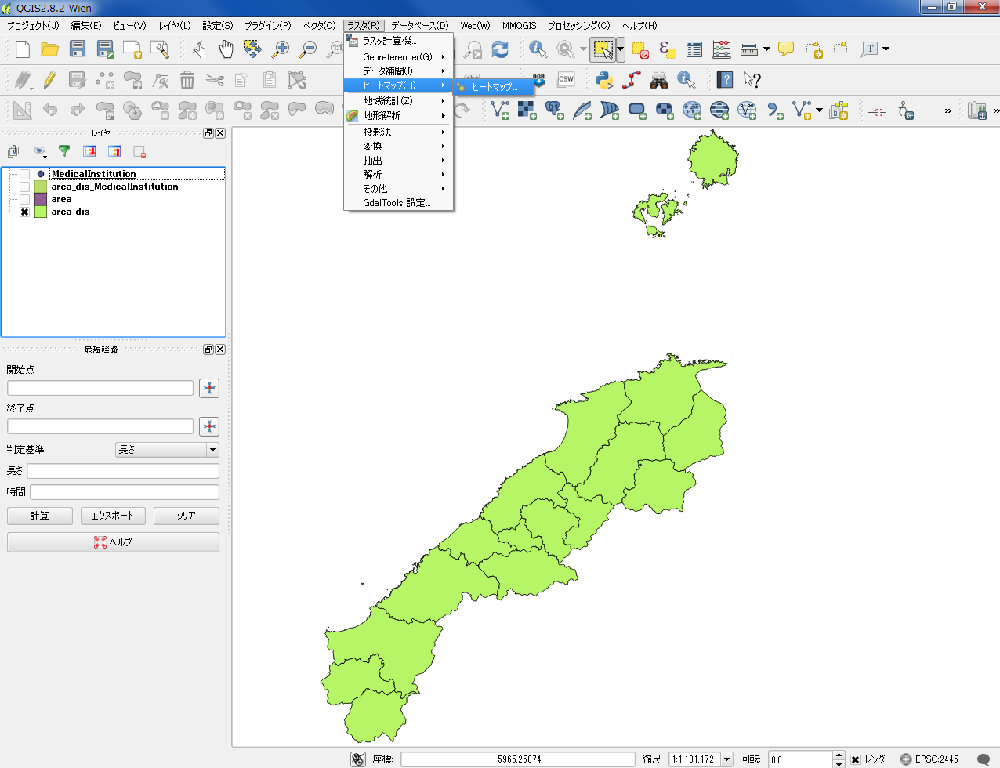 QGIS2.8.2-Wien
プロジェクト(J) 編集(E) ビュー(V) レイヤ(L) 設定(S) プラグイン(P) ベクタ(O) ラスタ(R) データベース(D) Web(W) MMQGIS プロセッシング(C) ヘルプ(H)
ラスタ計算機...
Georeferencer(G)
データ補間(I)
ヒートマップ(H)
ヒートマップ...
地域統計(Z)
地形解析
投影法
変換
抽出
解析
その他
GdalTools 設定...
1:1
T
abc
OGR
CSW
?
?
»
»
レイヤ
MedicalInstitution
area_dis_MedicalInstitution
area
area_dis
最短経路
開始点
終了点
判定基準 長さ
長さ
時間
計算 エクスポート クリア
ヘルプ
座標: -5965,25874 縮尺 1:1,101,172 回転: 0.0 レンダ EPSG:2445